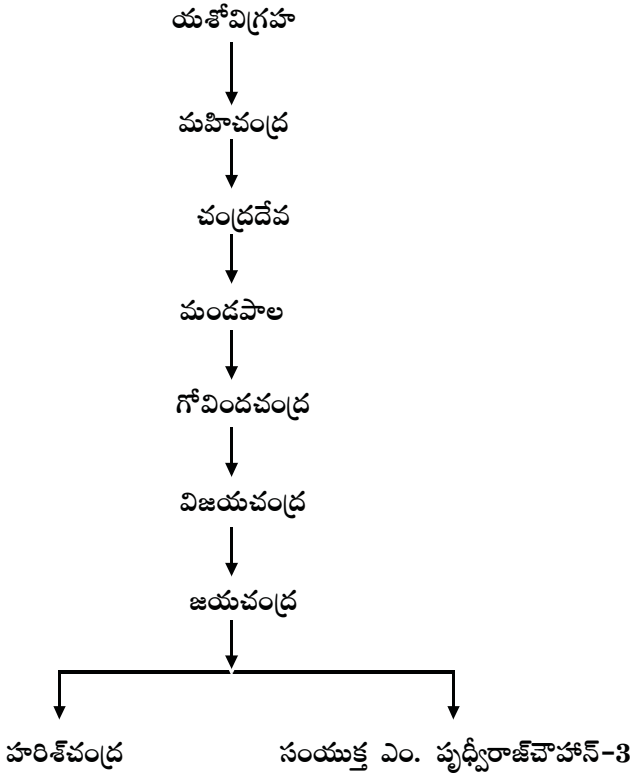 యశోవిగ్రహ
మహిచంద్ర
చంద్రదేవ
మండపాల
గోవిందచంద్ర
విజయచంద్ర
జయచంద్ర
హరిశ్‌చంద్ర సంయుక్త ఎం. పృధ్వీరాజ్‌చౌహాన్-3